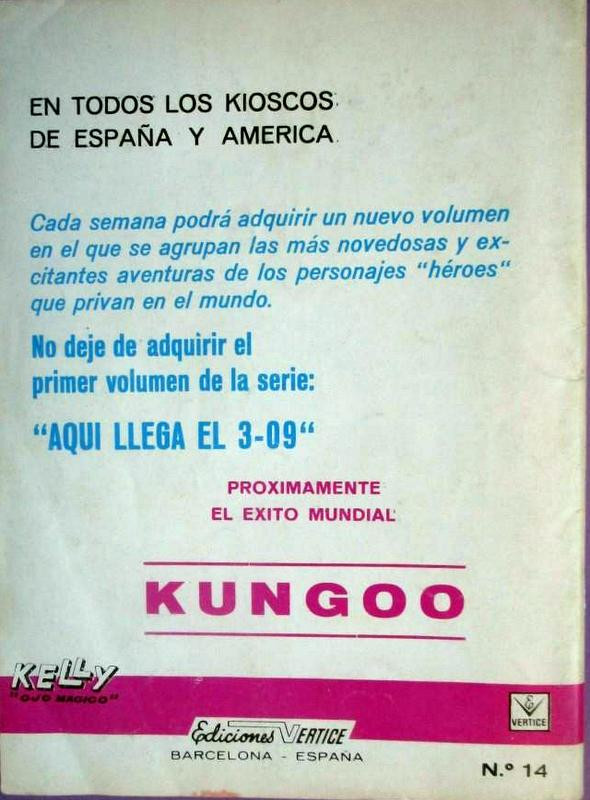 EN TODOS LOS KIOSCOS
DE ESPAÑA Y AMERICA
Cada semana podrá adquirir un nuevo volumen
en el que se agrupan las más novedosas y ex-
citantes aventuras de los personajes "héroes"
que privan en el mundo.
No deje de adquirir el
primer volumen de la serie:
"AQUI LLEGA EL 3-09"
PROXIMAMENTE
EL EXITO MUNDIAL
KUNGOO
KELLY
"OJO MAGICO"
Ediciones VERTICE
BARCELONA - ESPAÑA
VERTICE
N.º 14